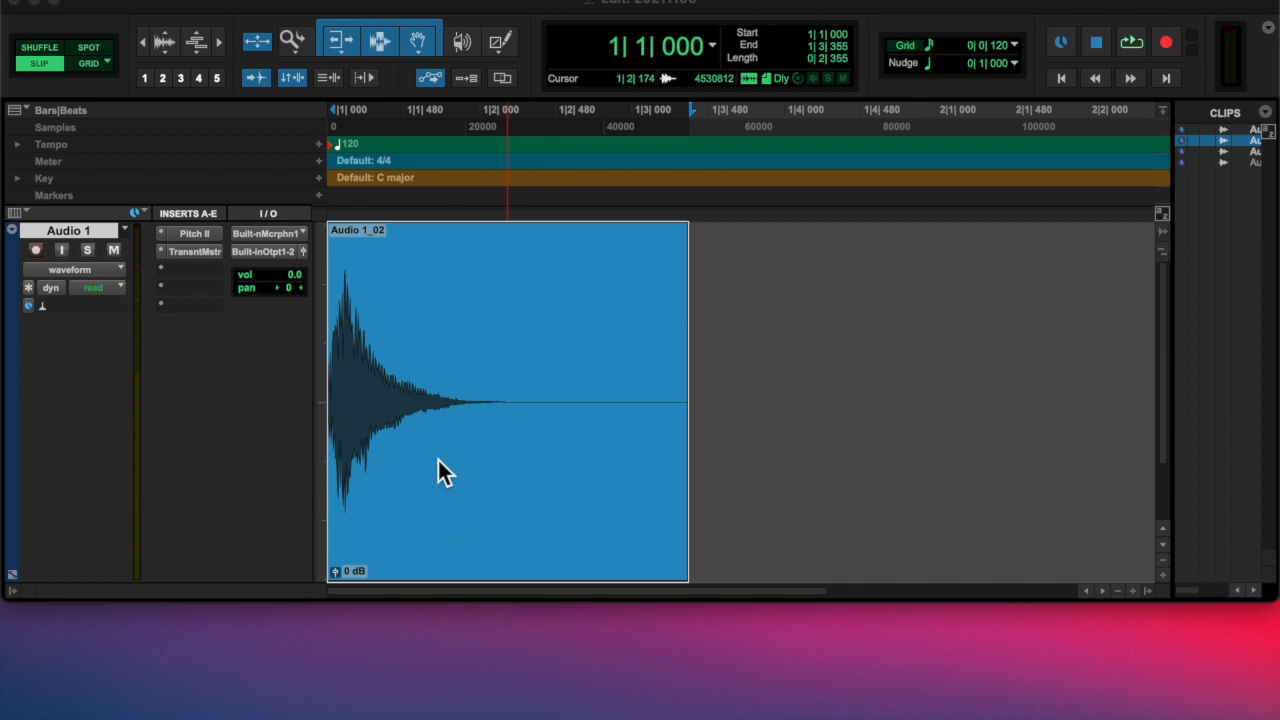 SHUFFLE SPOT
SLIP GRID
1 2 3 4 5
1| 1| 000
Start 1| 1| 000
End 1| 3| 355
Length 0| 2| 355
Cursor 1| 2| 174 4530812 Dly S M
Grid 0| 0| 120
Nudge 0| 1| 000
Bars|Beats
Samples
Tempo
Meter
Key
Markers
|1| 000 1|1| 480 1|2| 000 1|2| 480 1|3| 000 1|3| 480 1|4| 000 1|4| 480 2|1| 000 2|1| 480 2|2| 000
0 20000 40000 60000 80000 100000
120
Default: 4/4
Default: C major
CLIPS
Au
Au
Au
Au
INSERTS A-E I / O
Audio 1
I S M
waveform
dyn read
Pitch II
TransntMstr
Built-nMcrphn1
Built-inOtpt1-2
vol 0.0
pan 0
Audio 1_02
0 dB
a
z
a
z